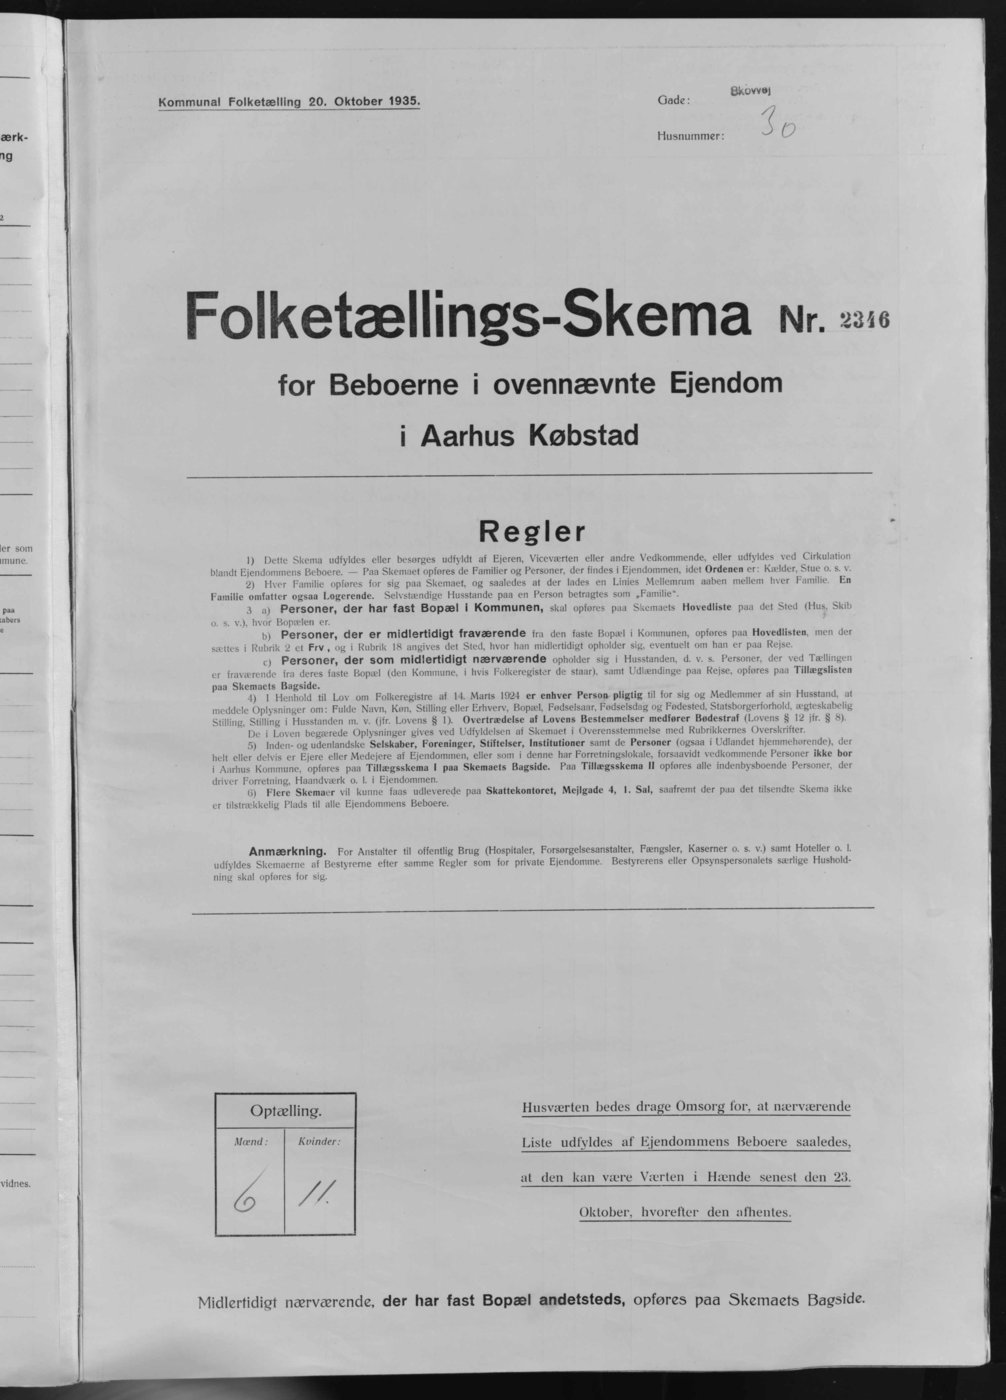 ærk-
ng
2
ler som
mmune.
paa
kabers
e
vidnes.
Kommunal Folketælling 20. Oktober 1935.
Gade: Skovvej
Husnummer: 30
Folketællings-Skema Nr. 2346
for Beboerne i ovennævnte Ejendom
i Aarhus Købstad
Regler
1) Dette Skema udfyldes eller besørges udfyldt af Ejeren, Viceværten eller andre Vedkommende, eller udfyldes ved Cirkulation
blandt Ejendommens Beboere. — Paa Skemaet opføres de Familier og Personer, der findes i Ejendommen, idet Ordenen er: Kælder, Stue o. s. v.
2) Hver Familie opføres for sig paa Skemaet, og saaledes at der lades en Linies Mellemrum aaben mellem hver Familie. En
Familie omfatter ogsaa Logerende. Selvstændige Husstande paa en Person betragtes som „Familie“.
3 a) Personer, der har fast Bopæl i Kommunen, skal opføres paa Skemaets Hovedliste paa det Sted (Hus, Skib
o. s. v.), hvor Bopælen er.
b) Personer, der er midlertidigt fraværende fra den faste Bopæl i Kommunen, opføres paa Hovedlisten, men der
sættes i Rubrik 2 et Frv., og i Rubrik 18 angives det Sted, hvor han midlertidigt opholder sig, eventuelt om han er paa Rejse.
c) Personer, der som midlertidigt nærværende opholder sig i Husstanden, d. v. s. Personer, der ved Tællingen
er fraværende fra deres faste Bopæl (den Kommune, i hvis Folkeregister de staar), samt Udlændinge paa Rejse, opføres paa Tillægslisten
paa Skemaets Bagside.
4) I Henhold til Lov om Folkeregistre af 14. Marts 1924 er enhver Person pligtig til for sig og Medlemmer af sin Husstand, at
meddele Oplysninger om: Fulde Navn, Køn, Stilling eller Erhverv, Bopæl, Fødselsaar, Fødselsdag og Fødested, Statsborgerforhold, ægteskabelig
Stilling, Stilling i Husstanden m. v. (jfr. Lovens § 1). Overtrædelse af Lovens Bestemmelser medfører Bødestraf (Lovens § 12 jfr. § 8).
De i Loven begærede Oplysninger gives ved Udfyldelsen af Skemaet i Overensstemmelse med Rubrikkernes Overskrifter.
5) Inden- og udenlandske Selskaber, Foreninger, Stiftelser, Institutioner samt de Personer (ogsaa i Udlandet hjemmehørende), der
helt eller delvis er Ejere eller Medejere af Ejendommen, eller som i denne har Forretningslokale, forsaavidt vedkommende Personer ikke bor
i Aarhus Kommune, opføres paa Tillægsskema I paa Skemaets Bagside. Paa Tillægsskema II opføres alle indenbysboende Personer, der
driver Forretning, Haandværk o. l. i Ejendommen.
6) Flere Skemaer vil kunne faas udleverede paa Skattekontoret, Mejlgade 4, 1. Sal, saafremt der paa det tilsendte Skema ikke
er tilstrækkelig Plads til alle Ejendommens Beboere.
Anmærkning. For Anstalter til offentlig Brug (Hospitaler, Forsørgelsesanstalter, Fængsler, Kaserner o. s. v.) samt Hoteller o. l.
udfyldes Skemaerne af Bestyrerne efter samme Regler som for private Ejendomme. Bestyrerens eller Opsynspersonalets særlige Hushold-
ning skal opføres for sig.
Optælling.
Mænd: Kvinder:
6 11.
Husværten bedes drage Omsorg for, at nærværende
Liste udfyldes af Ejendommens Beboere saaledes,
at den kan være Værten i Hænde senest den 23.
Oktober, hvorefter den afhentes.
Midlertidigt nærværende, der har fast Bopæl andetsteds, opføres paa Skemaets Bagside.